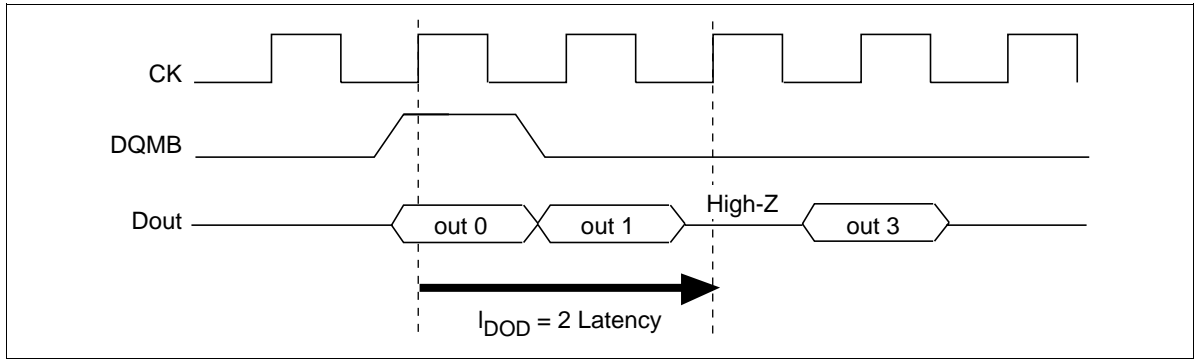 CK
DQMB
Dout
out 0
out 1
High-Z
out 3
lDOD = 2 Latency